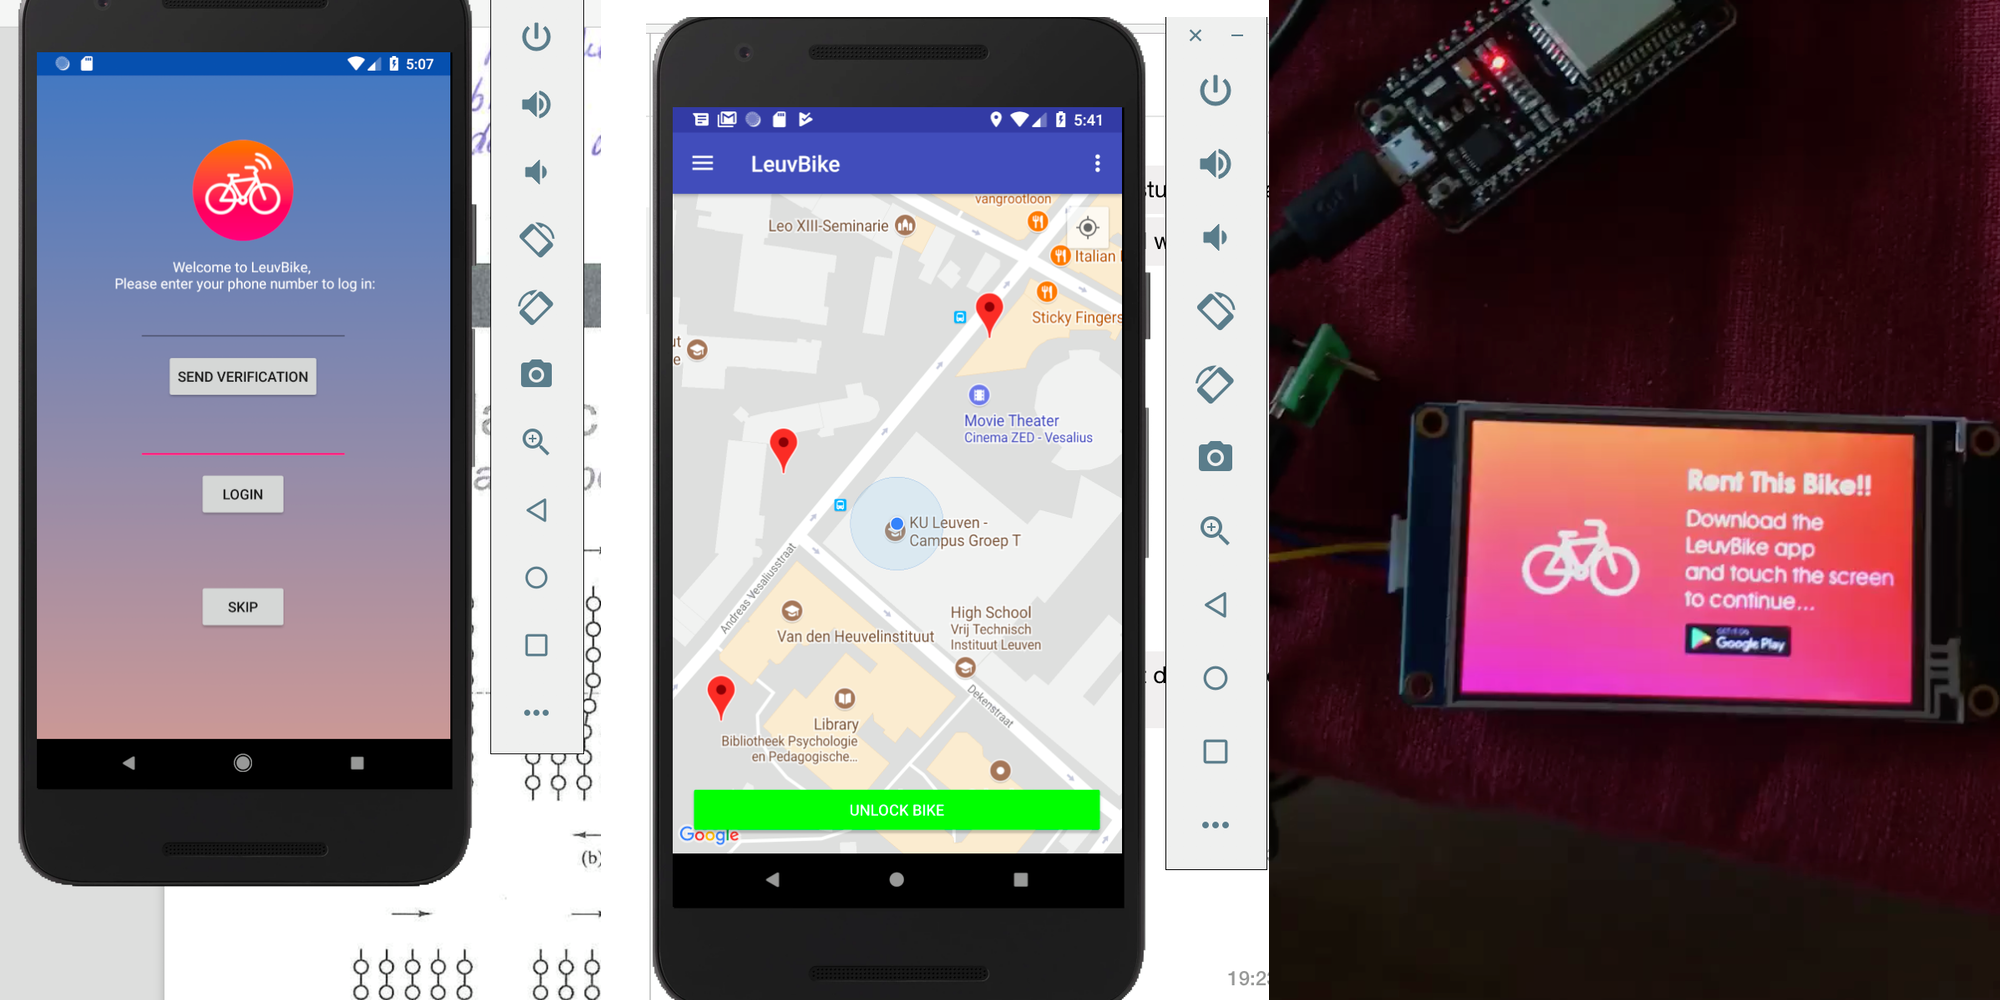 5:07
Welcome to LeuvBike,
Please enter your phone number to log in:
SEND VERIFICATION
LOGIN
SKIP
(b)
5:41
LeuvBike
vangrootloon
Leo XIII-Seminarie
Italian
Sticky Fingers
Movie Theater
Cinema ZED - Vesalius
KU Leuven -
Campus Groep T
Andreas Vesaliusstraat
High School
Vrij Technisch
Instituut Leuven
Van den Heuvelinstituut
Dekenstraat
Library
Bibliotheek Psychologie
en Pedagogische...
UNLOCK BIKE
Google
Rent This Bike!!
Download the
LeuvBike app
and touch the screen
to continue...
GET IT ON
Google Play